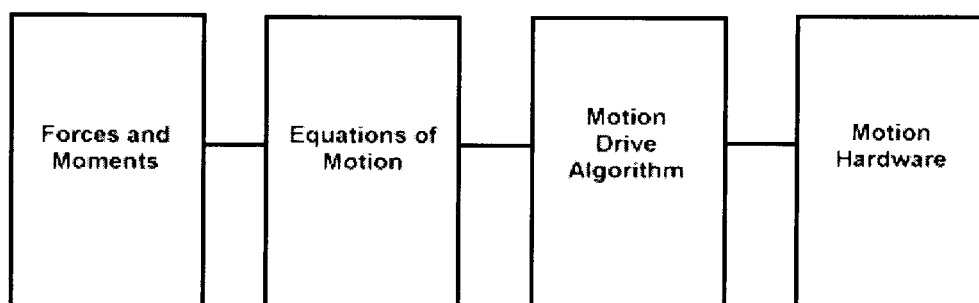 Forces and
Moments
Equations of
Motion
Motion
Drive
Algorithm
Motion
Hardware